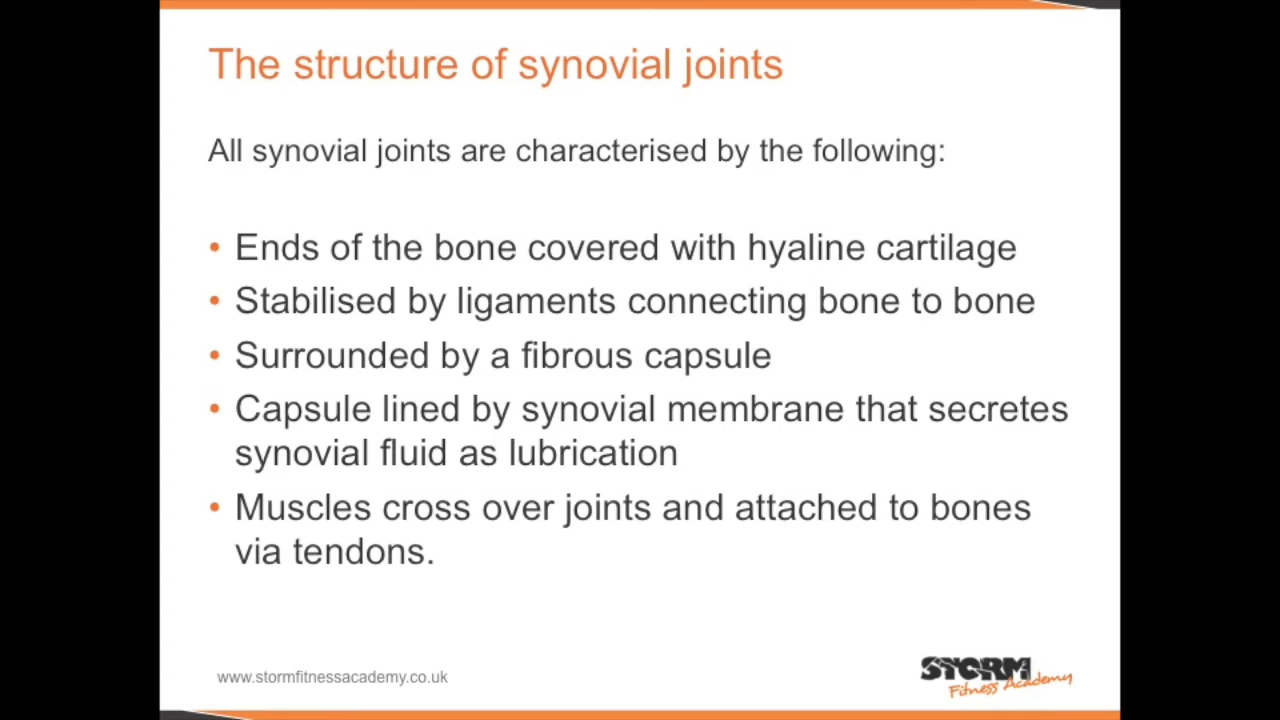 The structure of synovial joints
All synovial joints are characterised by the following:
• Ends of the bone covered with hyaline cartilage
• Stabilised by ligaments connecting bone to bone
• Surrounded by a fibrous capsule
• Capsule lined by synovial membrane that secretes
synovial fluid as lubrication
• Muscles cross over joints and attached to bones
via tendons.
www.stormfitnessacademy.co.uk
STORM
Fitness Academy